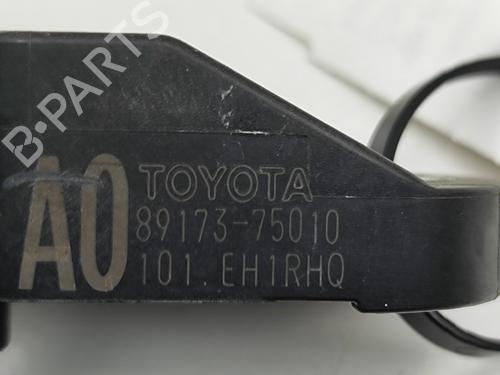 B-PARTS
A0 TOYOTA
89173-75010
101. EH1RHQ